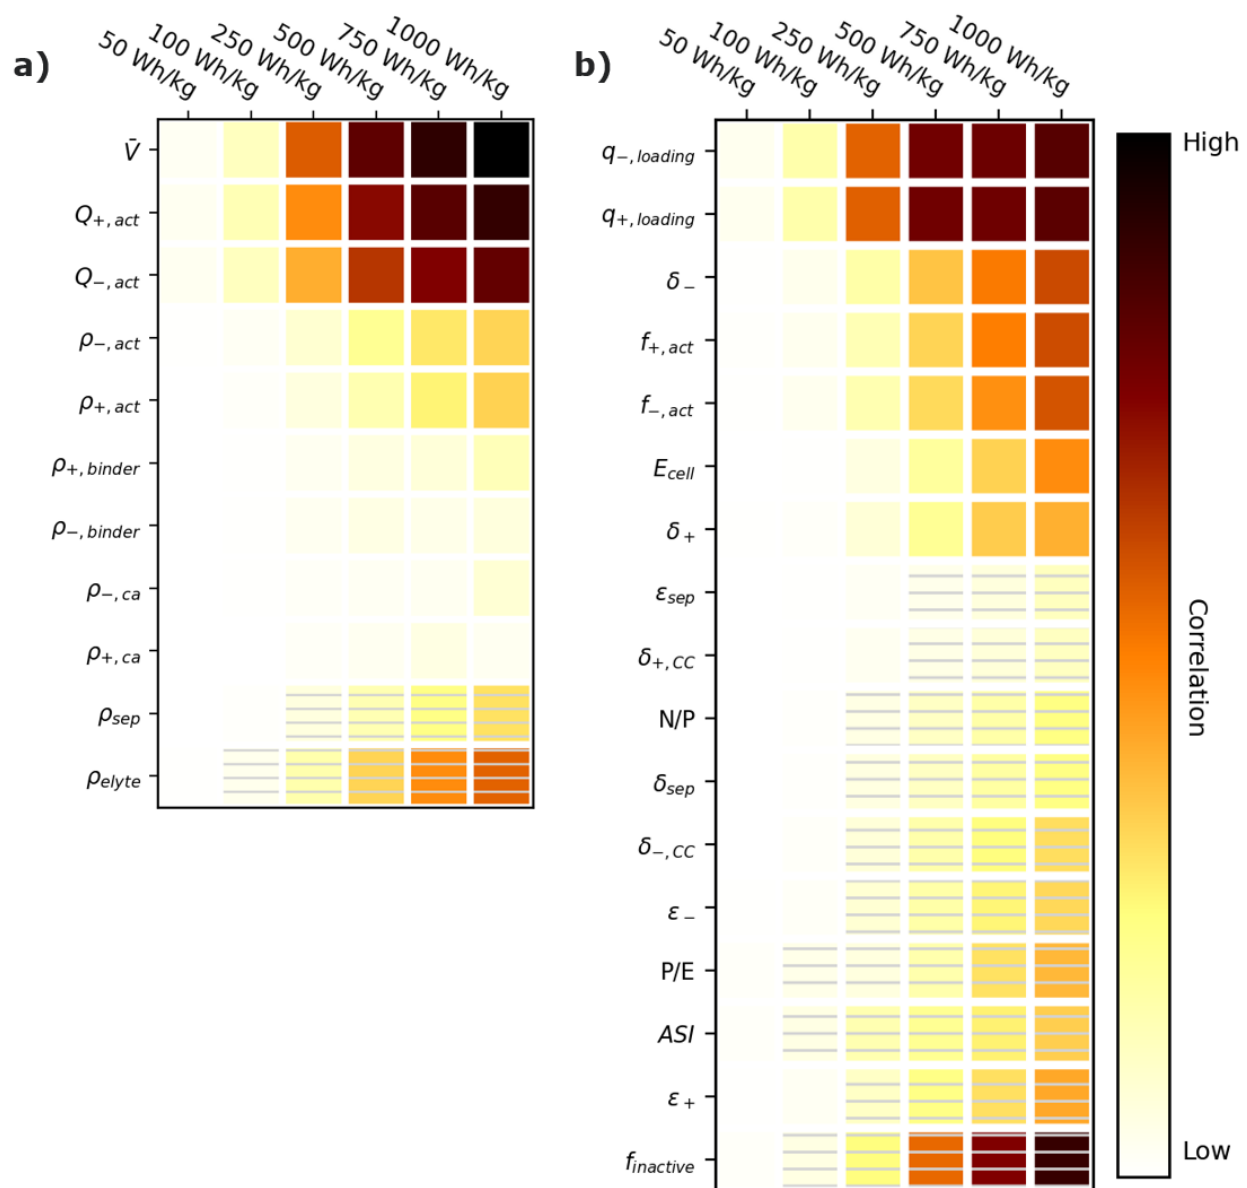 a)
50 Wh/kg
100 Wh/kg
250 Wh/kg
500 Wh/kg
750 Wh/kg
1000 Wh/kg
V̄
Q+, act
Q−, act
ρ−, act
ρ+, act
ρ+, binder
ρ−, binder
ρ−, ca
ρ+, ca
ρsep
ρelyte
b)
50 Wh/kg
100 Wh/kg
250 Wh/kg
500 Wh/kg
750 Wh/kg
1000 Wh/kg
q−, loading
q+, loading
δ−
f+, act
f−, act
Ecell
δ+
εsep
δ+, CC
N/P
δsep
δ−, CC
ε−
P/E
ASI
ε+
finactive
High
Correlation
Low